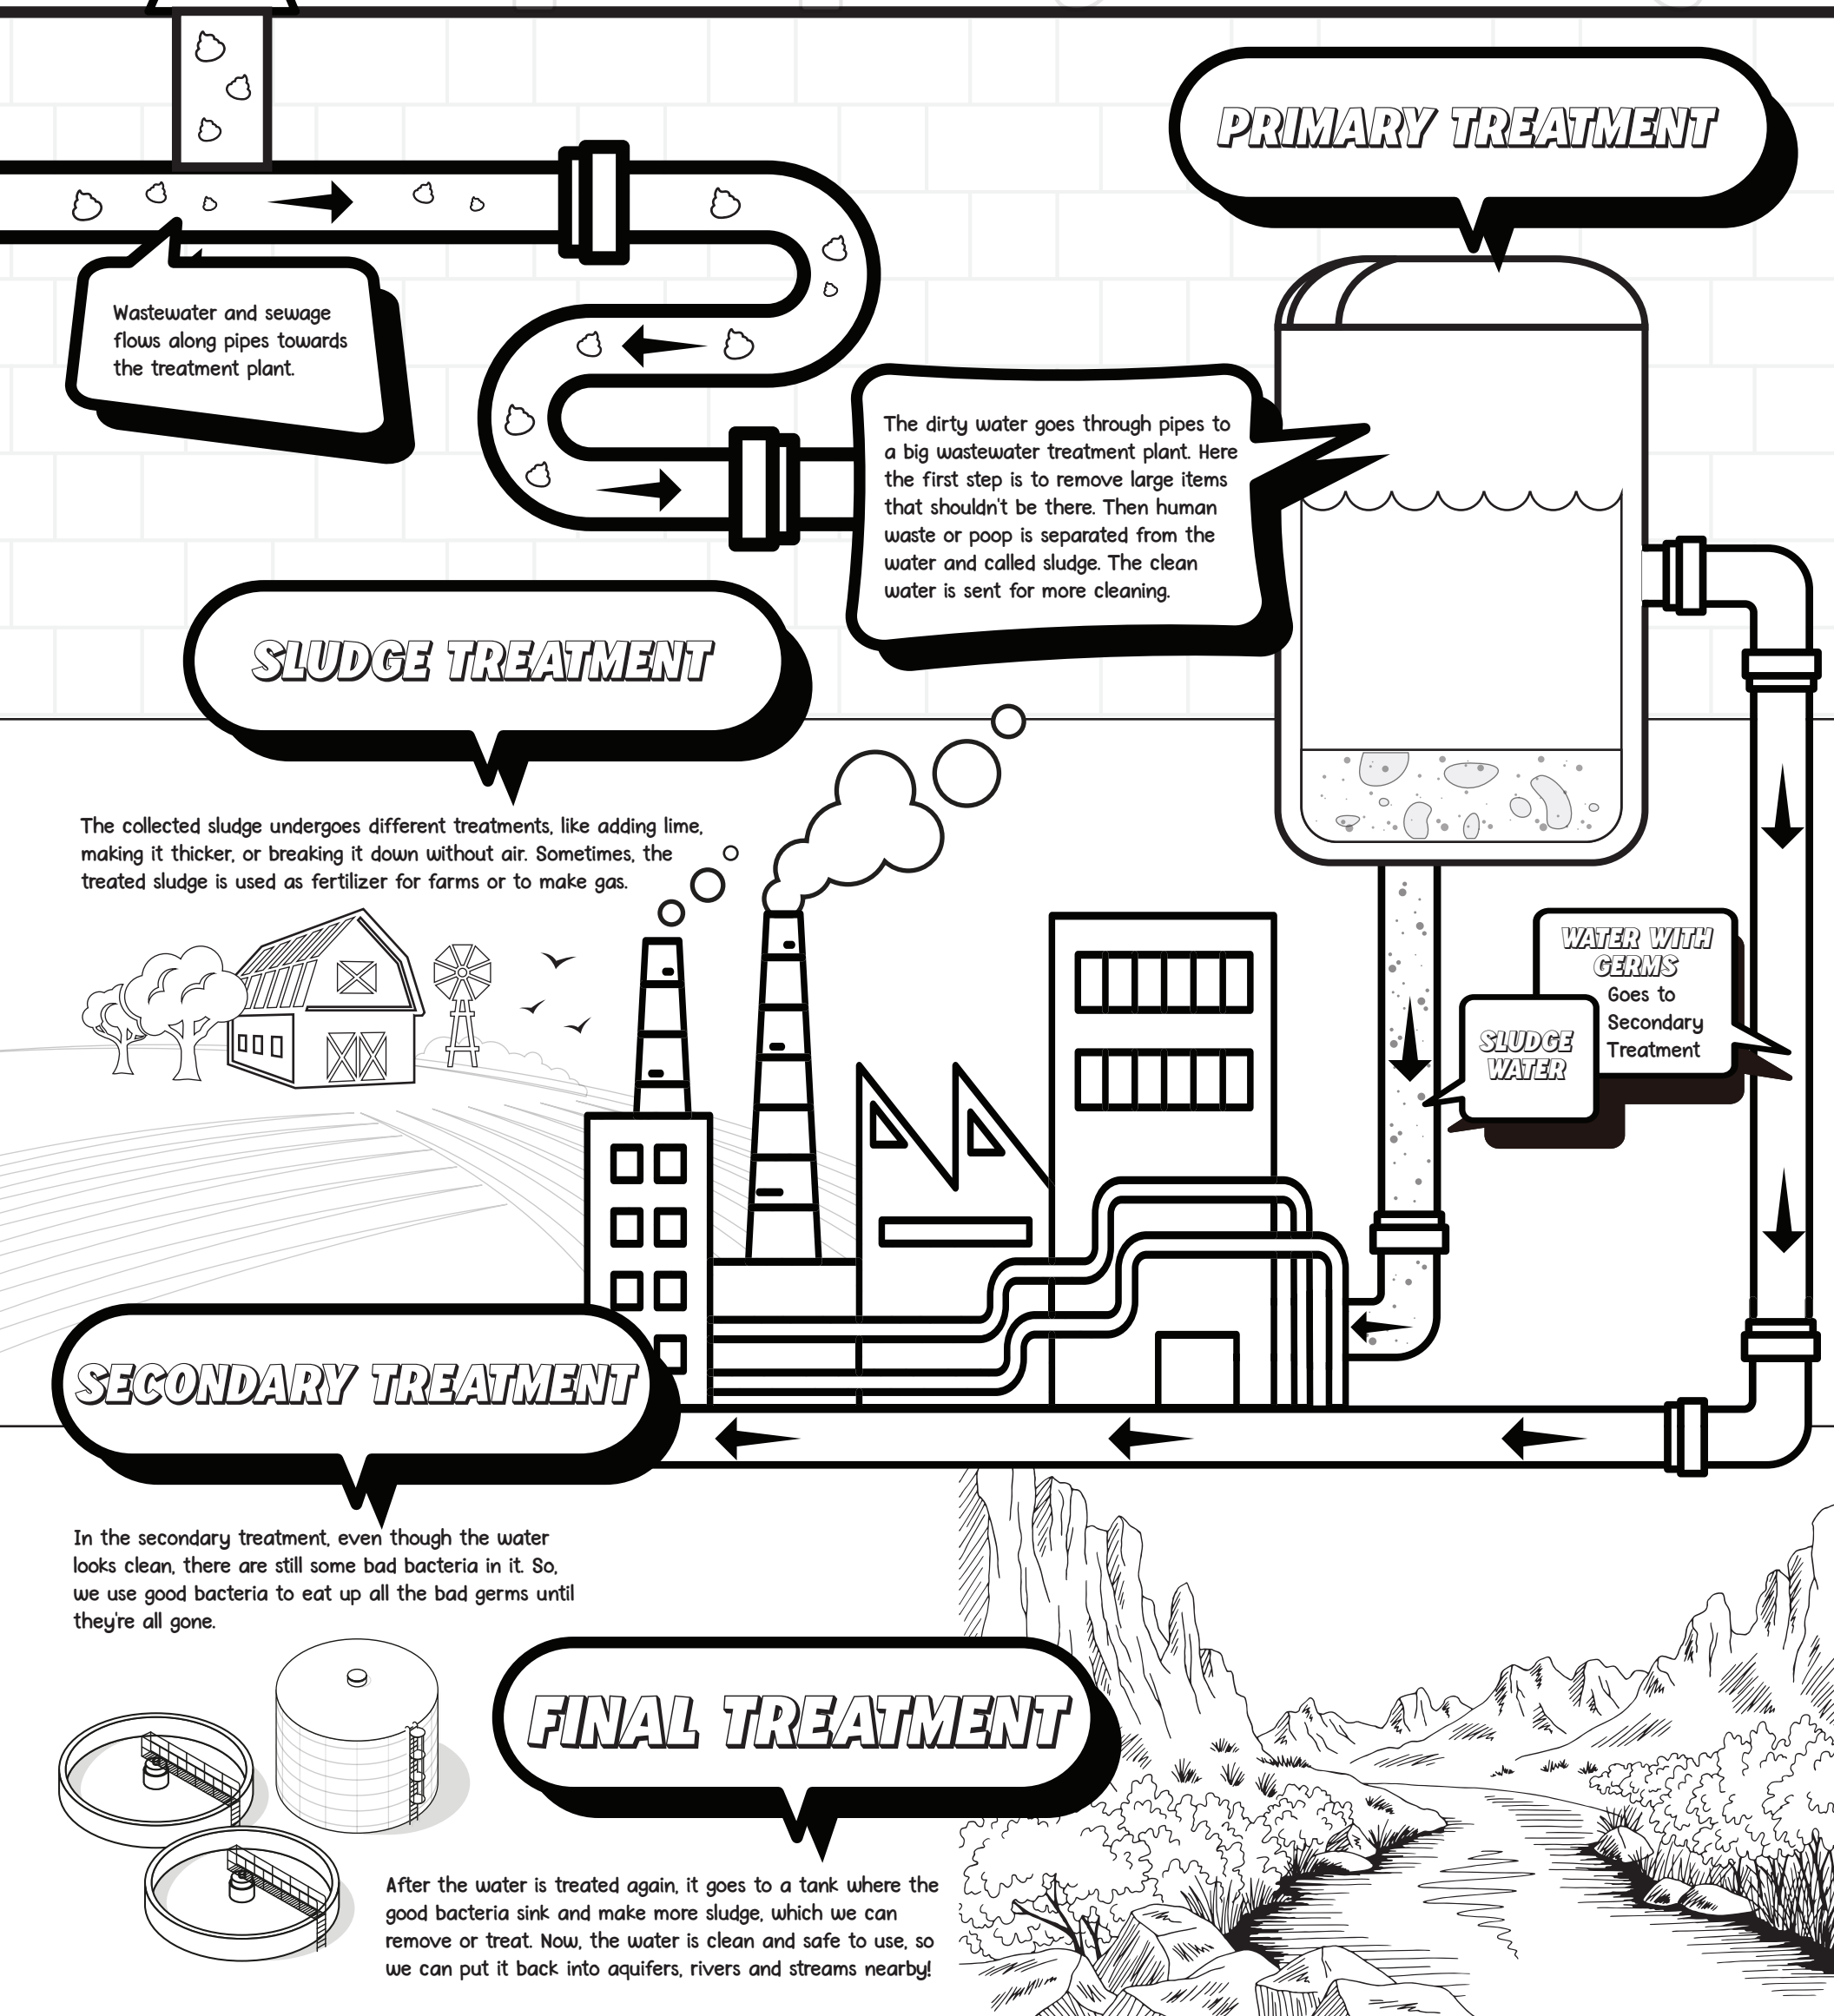 PRIMARY TREATMENT
Wastewater and sewage
flows along pipes towards
the treatment plant.
The dirty water goes through pipes to
a big wastewater treatment plant. Here
the first step is to remove large items
that shouldn't be there. Then human
waste or poop is separated from the
water and called sludge. The clean
water is sent for more cleaning.
SLUDGE TREATMENT
The collected sludge undergoes different treatments, like adding lime,
making it thicker, or breaking it down without air. Sometimes, the
treated sludge is used as fertilizer for farms or to make gas.
WATER WITH
GERMS
Goes to
Secondary
Treatment
SLUDGE
WATER
SECONDARY TREATMENT
In the secondary treatment, even though the water
looks clean, there are still some bad bacteria in it. So,
we use good bacteria to eat up all the bad germs until
they're all gone.
FINAL TREATMENT
After the water is treated again, it goes to a tank where the
good bacteria sink and make more sludge, which we can
remove or treat. Now, the water is clean and safe to use, so
we can put it back into aquifers, rivers and streams nearby!